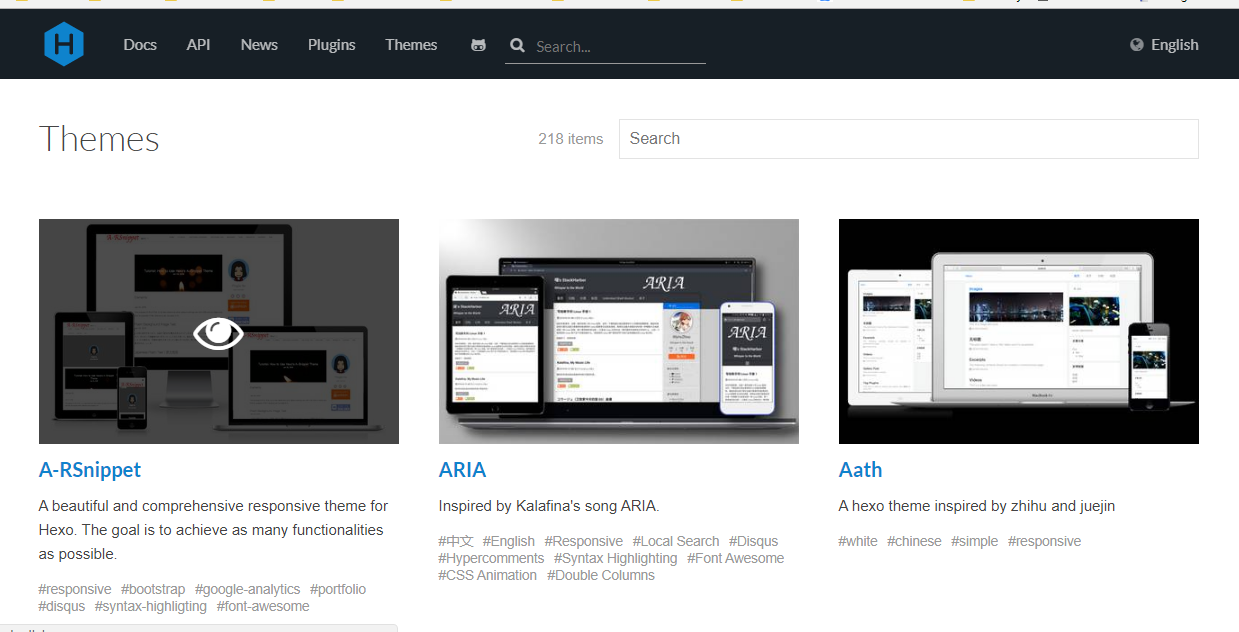 H
Docs
API
News
Plugins
Themes
Search...
English
Themes
218 items
Search
A-RSnippet
A beautiful and comprehensive responsive theme for
Hexo. The goal is to achieve as many functionalities
as possible.
#responsive #bootstrap #google-analytics #portfolio
#disqus #syntax-highligting #font-awesome
ARIA
ARIA
ARIA
ARIA
Inspired by Kalafina's song ARIA.
#中文 #English #Responsive #Local Search #Disqus
#Hypercomments #Syntax Highlighting #Font Awesome
#CSS Animation #Double Columns
Aath
A hexo theme inspired by zhihu and juejin
#white #chinese #simple #responsive